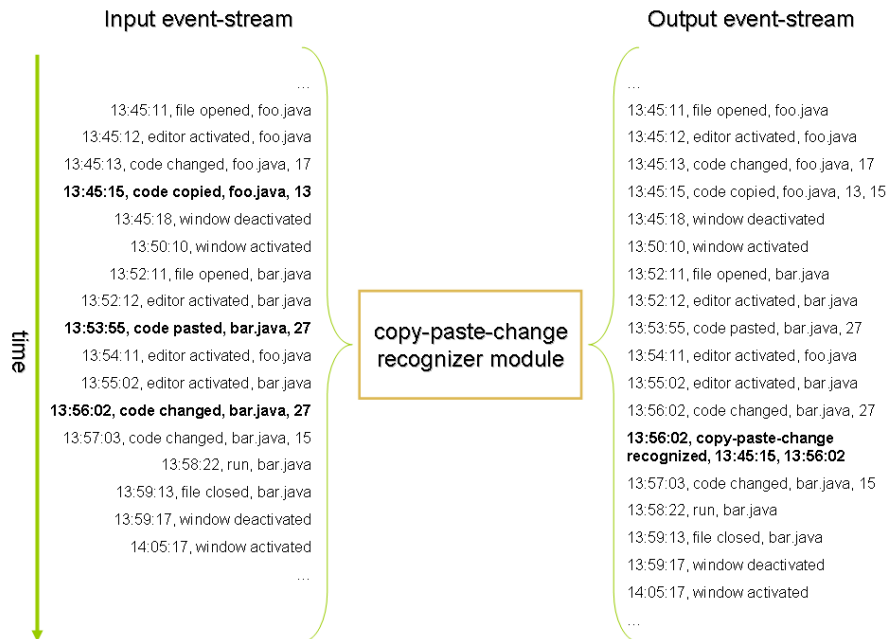 Input event-stream
...
13:45:11, file opened, foo.java
13:45:12, editor activated, foo.java
13:45:13, code changed, foo.java, 17
13:45:15, code copied, foo.java, 13
13:45:18, window deactivated
13:50:10, window activated
13:52:11, file opened, bar.java
13:52:12, editor activated, bar.java
13:53:55, code pasted, bar.java, 27
13:54:11, editor activated, foo.java
13:55:02, editor activated, bar.java
13:56:02, code changed, bar.java, 27
13:57:03, code changed, bar.java, 15
13:58:22, run, bar.java
13:59:13, file closed, bar.java
13:59:17, window deactivated
14:05:17, window activated
...
time
copy-paste-change
recognizer module
Output event-stream
...
13:45:11, file opened, foo.java
13:45:12, editor activated, foo.java
13:45:13, code changed, foo.java, 17
13:45:15, code copied, foo.java, 13, 15
13:45:18, window deactivated
13:50:10, window activated
13:52:11, file opened, bar.java
13:52:12, editor activated, bar.java
13:53:55, code pasted, bar.java, 27
13:54:11, editor activated, foo.java
13:55:02, editor activated, bar.java
13:56:02, code changed, bar.java, 27
13:56:02, copy-paste-change
recognized, 13:45:15, 13:56:02
13:57:03, code changed, bar.java, 15
13:58:22, run, bar.java
13:59:13, file closed, bar.java
13:59:17, window deactivated
14:05:17, window activated
...